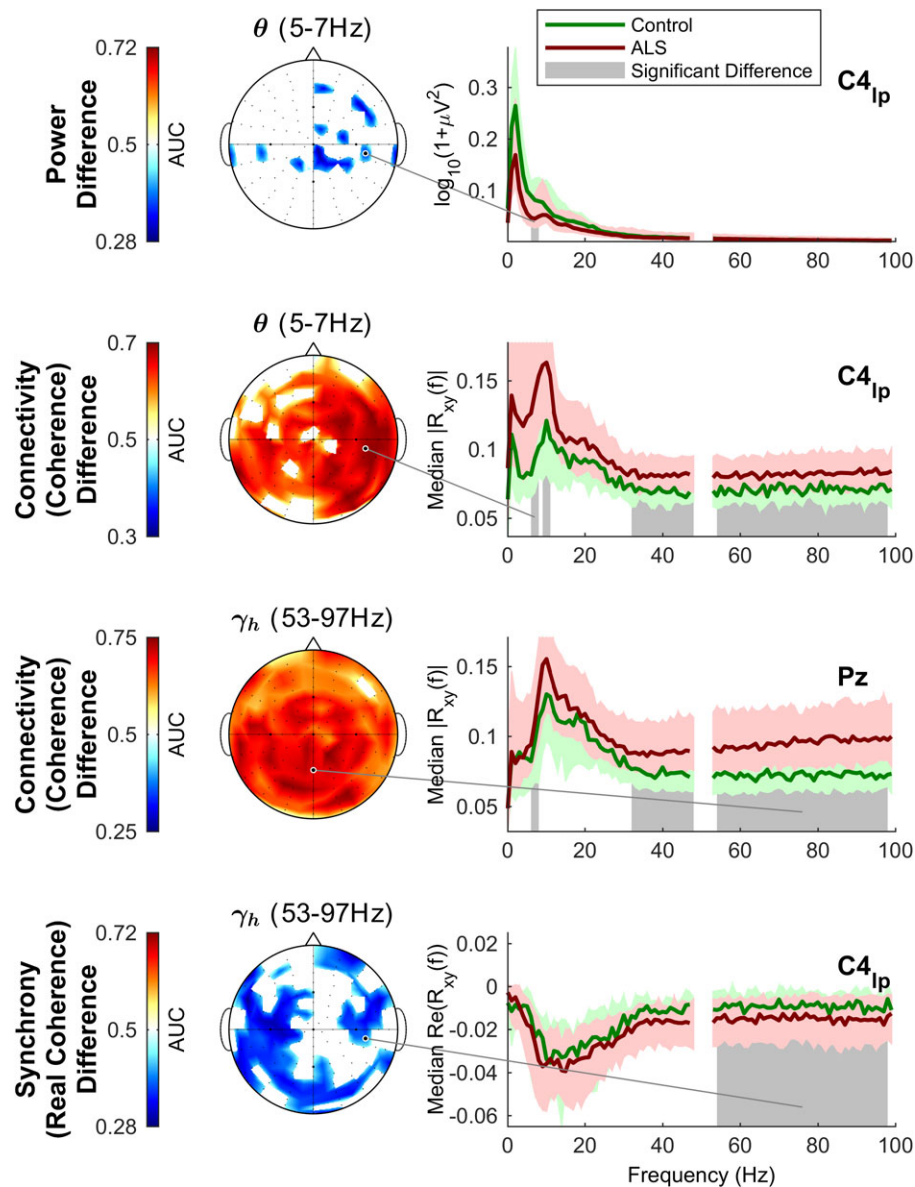 Control
ALS
Significant Difference
Power
Difference
0.72
0.5
0.28
AUC
θ (5-7Hz)
log10(1+μV2)
0.3
0.2
0.1
0 20 40 60 80 100
C4lp
Connectivity
(Coherence)
Difference
0.7
0.5
0.3
AUC
θ (5-7Hz)
Median |Rxy(f)|
0.15
0.1
0.05
0 20 40 60 80 100
C4lp
Connectivity
(Coherence)
Difference
0.75
0.5
0.25
AUC
γh (53-97Hz)
Median |Rxy(f)|
0.15
0.1
0.05
0 20 40 60 80 100
Pz
Synchrony
(Real Coherence)
Difference
0.72
0.5
0.28
AUC
γh (53-97Hz)
Median Re(Rxy(f))
0.02
0
-0.02
-0.04
-0.06
0 20 40 60 80 100
C4lp
Frequency (Hz)